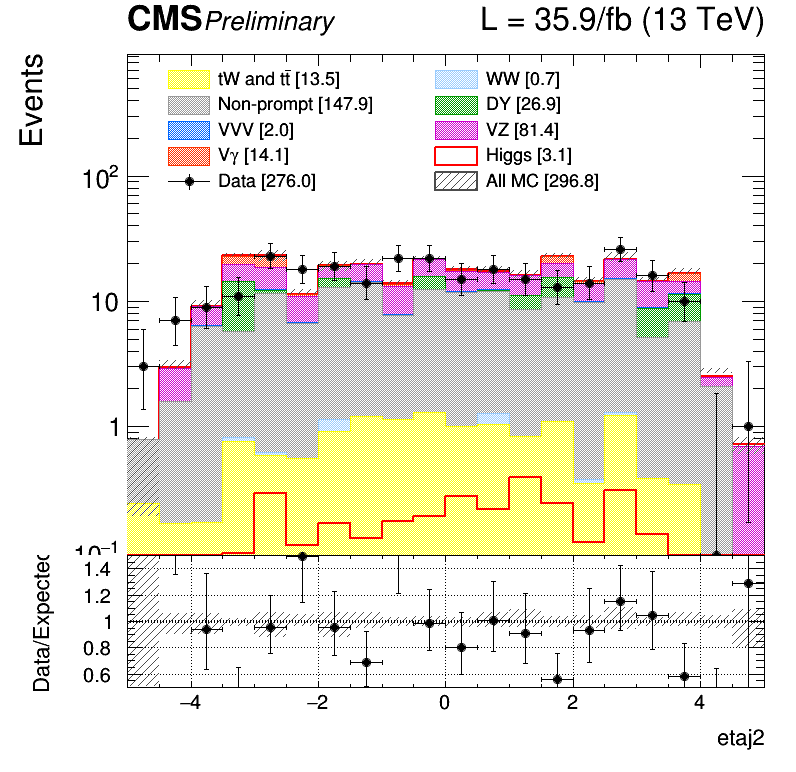 CMS Preliminary L = 35.9/fb (13 TeV)
Events
tW and tt̄ [13.5] WW [0.7]
Non-prompt [147.9] DY [26.9]
VVV [2.0] VZ [81.4]
Vγ [14.1] Higgs [3.1]
Data [276.0] All MC [296.8]
10²
10
1
10⁻¹
Data/Expected
1.4
1.2
1
0.8
0.6
−4 −2 0 2 4
etaj2